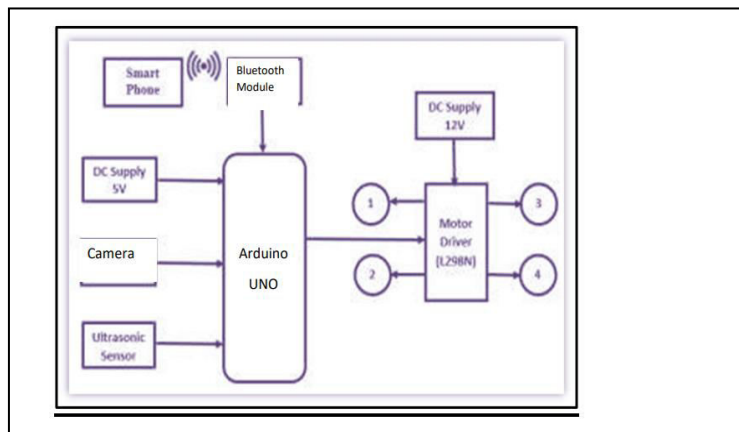 Smart
Phone
Bluetooth
Module
DC Supply
12V
DC Supply
5V
1
3
Motor
Driver
(L298N)
Camera
Arduino
UNO
2
4
Ultrasonic
Sensor